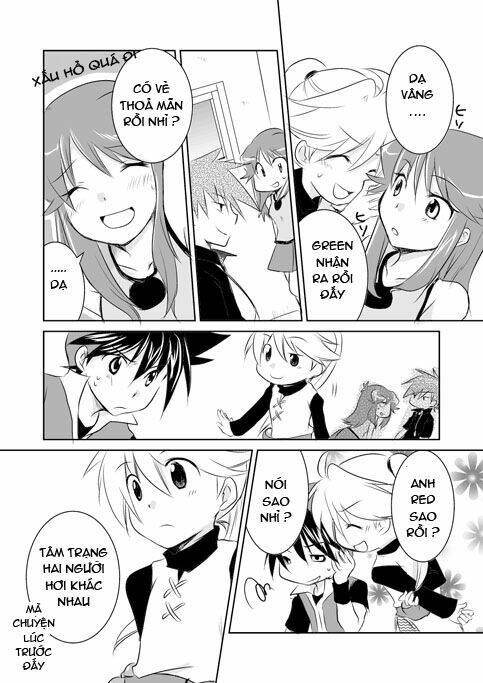 DẠ
VÂNG
....
GREEN
NHẬN
RA RỒI
ĐẤY
CÓ VẺ
THOẢ MÃN
RỒI NHỈ ?
XẤU HỔ QUÁ ĐI
.....
DẠ
ANH
RED
SAO
RỒI ?
NÓI
SAO
NHỈ ?
TÂM TRẠNG
HAI NGƯỜI
HƠI KHÁC
NHAU
MÀ
CHUYỆN
LÚC
TRƯỚC
ĐẤY